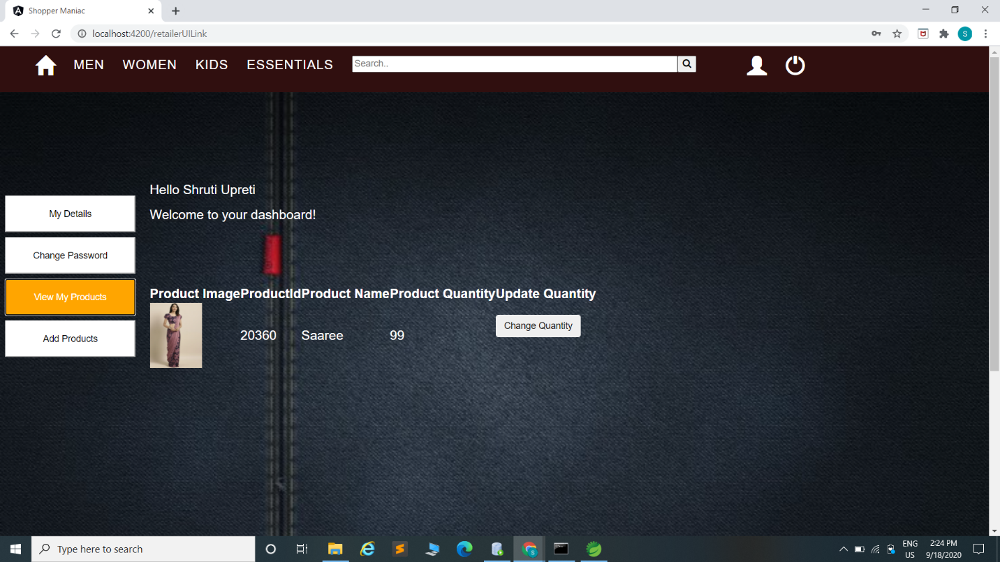 Shopper Maniac
localhost:4200/retailerUILink
S
MEN WOMEN KIDS ESSENTIALS Search..
Hello Shruti Upreti
Welcome to your dashboard!
My Details
Change Password
View My Products
Add Products
Product Image ProductId Product Name Product Quantity Update Quantity
20360 Saaree 99 Change Quantity
Type here to search
ENG
US
2:24 PM
9/18/2020